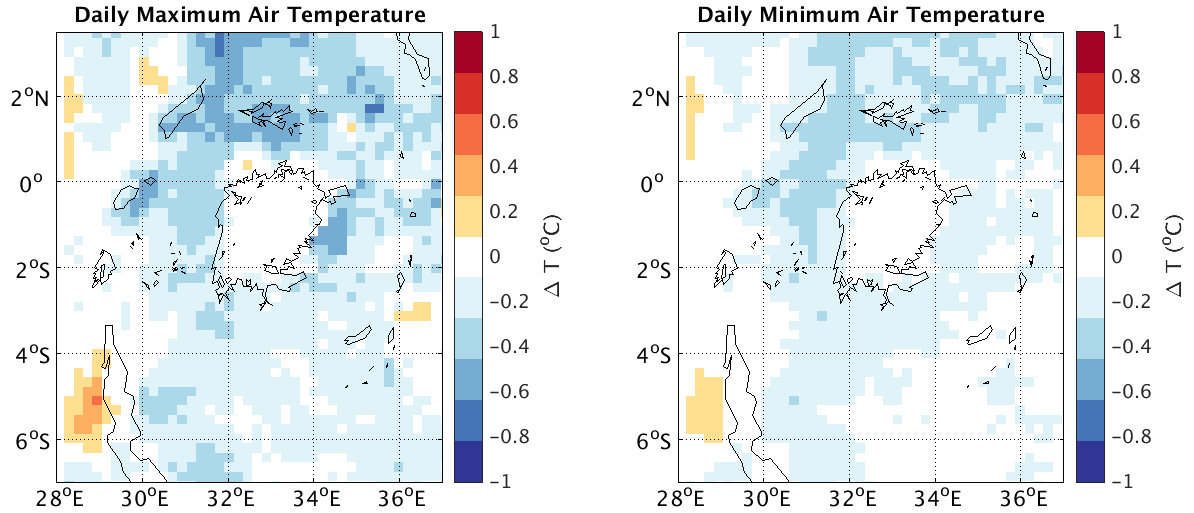 Daily Maximum Air Temperature
2°N
0°
2°S
4°S
6°S
28°E 30°E 32°E 34°E 36°E
1
0.8
0.6
0.4
0.2
0
−0.2
−0.4
−0.6
−0.8
−1
Δ T (°C)
Daily Minimum Air Temperature
2°N
0°
2°S
4°S
6°S
28°E 30°E 32°E 34°E 36°E
1
0.8
0.6
0.4
0.2
0
−0.2
−0.4
−0.6
−0.8
−1
Δ T (°C)